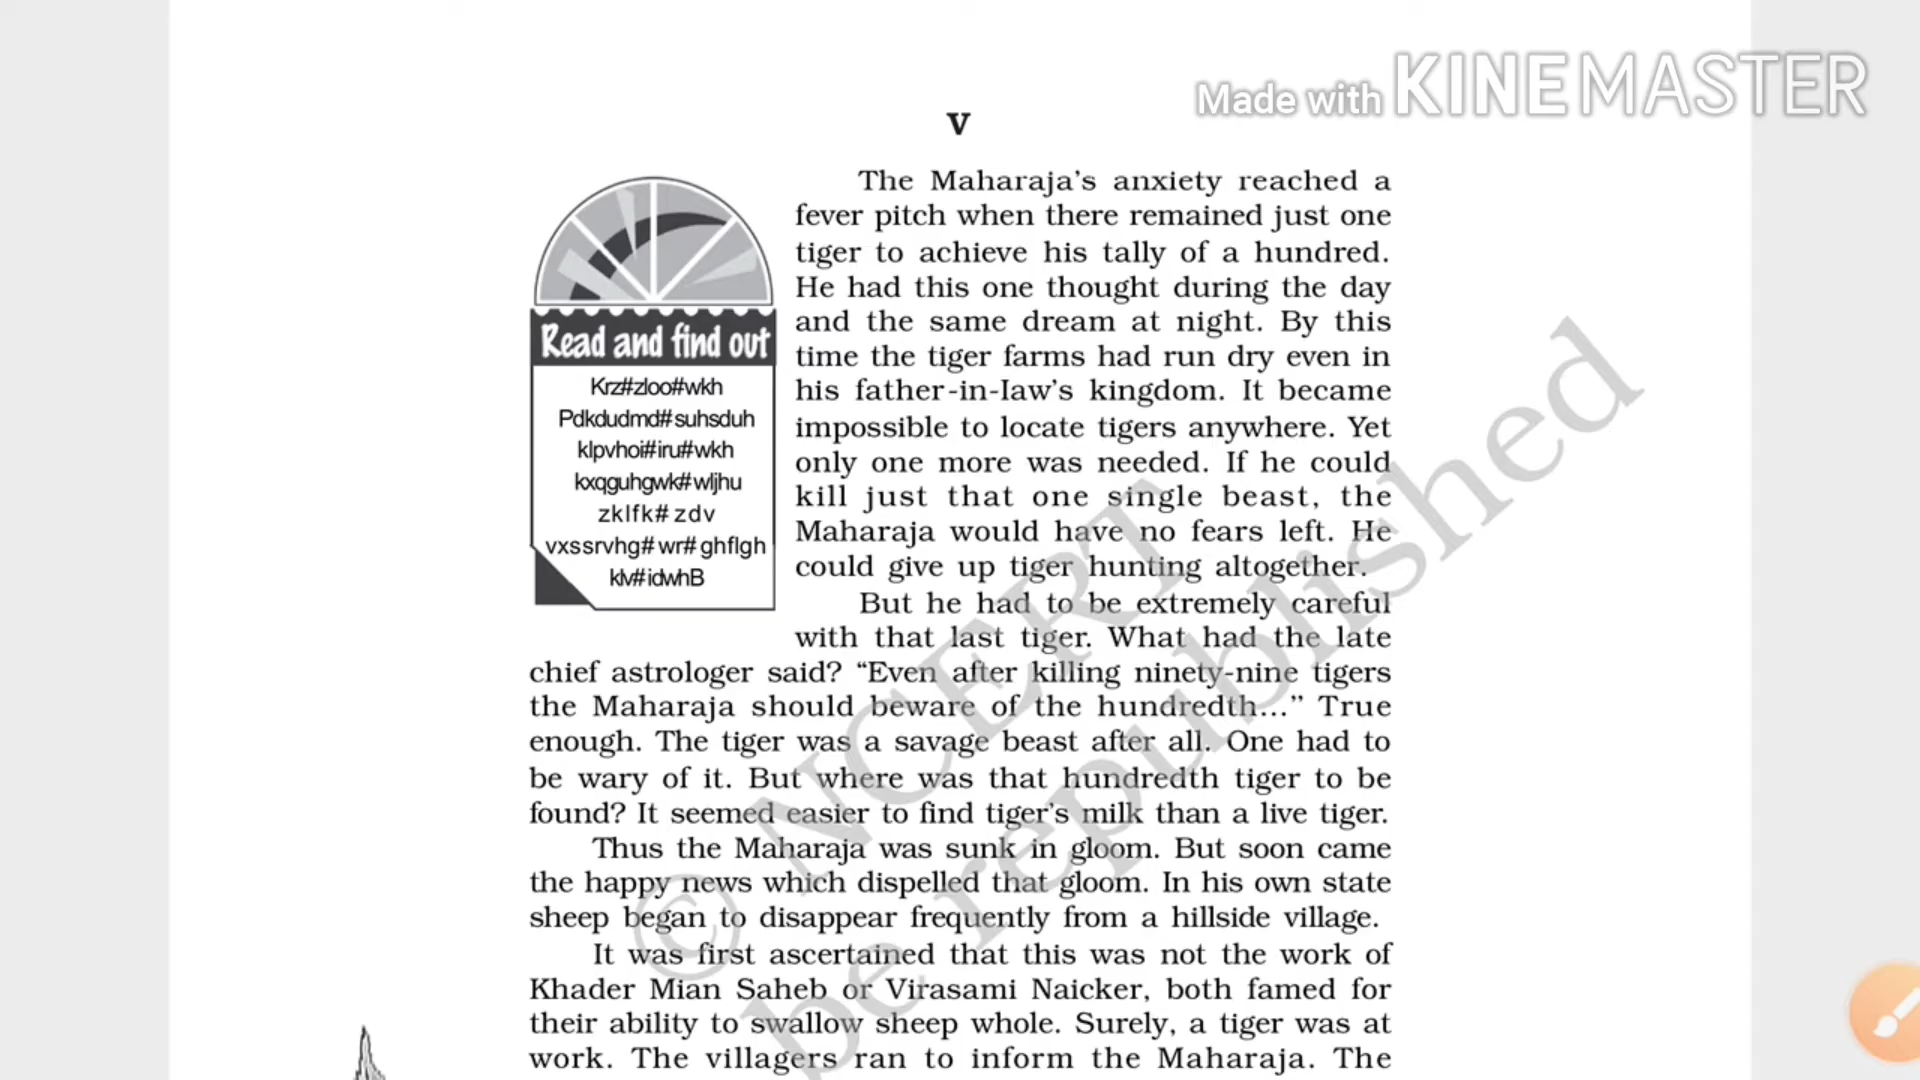 Made with KINEMASTER
V
Read and find out
Krz#zloo#wkh
Pdkdudmd#suhsduh
klpvhoi#iru#wkh
kxqguhgwk#wljhu
zklfk#zdv
vxssrvhg#wr#ghflgh
klv#idwhB
The Maharaja's anxiety reached a
fever pitch when there remained just one
tiger to achieve his tally of a hundred.
He had this one thought during the day
and the same dream at night. By this
time the tiger farms had run dry even in
his father-in-law's kingdom. It became
impossible to locate tigers anywhere. Yet
only one more was needed. If he could
kill just that one single beast, the
Maharaja would have no fears left. He
could give up tiger hunting altogether.
But he had to be extremely careful
with that last tiger. What had the late
chief astrologer said? “Even after killing ninety-nine tigers
the Maharaja should beware of the hundredth...” True
enough. The tiger was a savage beast after all. One had to
be wary of it. But where was that hundredth tiger to be
found? It seemed easier to find tiger's milk than a live tiger.
Thus the Maharaja was sunk in gloom. But soon came
the happy news which dispelled that gloom. In his own state
sheep began to disappear frequently from a hillside village.
It was first ascertained that this was not the work of
Khader Mian Saheb or Virasami Naicker, both famed for
their ability to swallow sheep whole. Surely, a tiger was at
work. The villagers ran to inform the Maharaja. The
© NCERT
be republished